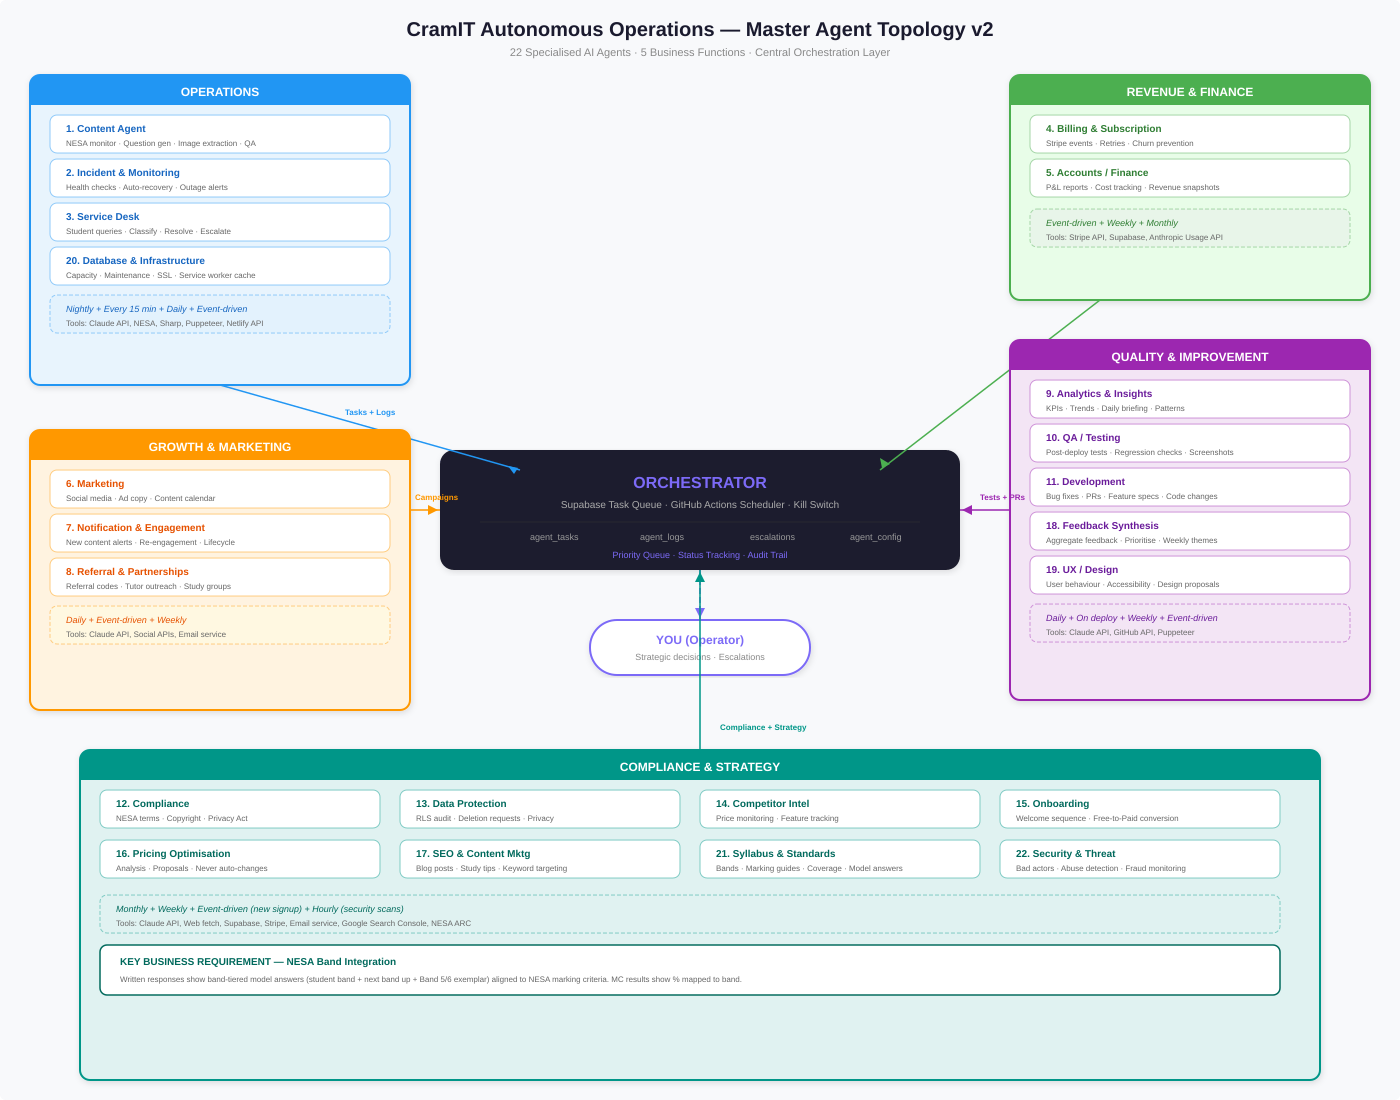 CramIT Autonomous Operations — Master Agent Topology v2
22 Specialised AI Agents · 5 Business Functions · Central Orchestration Layer
OPERATIONS
1. Content Agent
NESA monitor · Question gen · Image extraction · QA
2. Incident & Monitoring
Health checks · Auto-recovery · Outage alerts
3. Service Desk
Student queries · Classify · Resolve · Escalate
20. Database & Infrastructure
Capacity · Maintenance · SSL · Service worker cache
Nightly + Every 15 min + Daily + Event-driven
Tools: Claude API, NESA, Sharp, Puppeteer, Netlify API
REVENUE & FINANCE
4. Billing & Subscription
Stripe events · Retries · Churn prevention
5. Accounts / Finance
P&L reports · Cost tracking · Revenue snapshots
Event-driven + Weekly + Monthly
Tools: Stripe API, Supabase, Anthropic Usage API
Tasks + Logs
GROWTH & MARKETING
6. Marketing
Social media · Ad copy · Content calendar
7. Notification & Engagement
New content alerts · Re-engagement · Lifecycle
8. Referral & Partnerships
Referral codes · Tutor outreach · Study groups
Daily + Event-driven + Weekly
Tools: Claude API, Social APIs, Email service
Campaigns
ORCHESTRATOR
Supabase Task Queue · GitHub Actions Scheduler · Kill Switch
agent_tasks
agent_logs
escalations
agent_config
Priority Queue · Status Tracking · Audit Trail
Tests + PRs
QUALITY & IMPROVEMENT
9. Analytics & Insights
KPIs · Trends · Daily briefing · Patterns
10. QA / Testing
Post-deploy tests · Regression checks · Screenshots
11. Development
Bug fixes · PRs · Feature specs · Code changes
18. Feedback Synthesis
Aggregate feedback · Prioritise · Weekly themes
19. UX / Design
User behaviour · Accessibility · Design proposals
Daily + On deploy + Weekly + Event-driven
Tools: Claude API, GitHub API, Puppeteer
YOU (Operator)
Strategic decisions · Escalations
Compliance + Strategy
COMPLIANCE & STRATEGY
12. Compliance
NESA terms · Copyright · Privacy Act
13. Data Protection
RLS audit · Deletion requests · Privacy
14. Competitor Intel
Price monitoring · Feature tracking
15. Onboarding
Welcome sequence · Free-to-Paid conversion
16. Pricing Optimisation
Analysis · Proposals · Never auto-changes
17. SEO & Content Mktg
Blog posts · Study tips · Keyword targeting
21. Syllabus & Standards
Bands · Marking guides · Coverage · Model answers
22. Security & Threat
Bad actors · Abuse detection · Fraud monitoring
Monthly + Weekly + Event-driven (new signup) + Hourly (security scans)
Tools: Claude API, Web fetch, Supabase, Stripe, Email service, Google Search Console, NESA ARC
KEY BUSINESS REQUIREMENT — NESA Band Integration
Written responses show band-tiered model answers (student band + next band up + Band 5/6 exemplar) aligned to NESA marking criteria. MC results show % mapped to band.